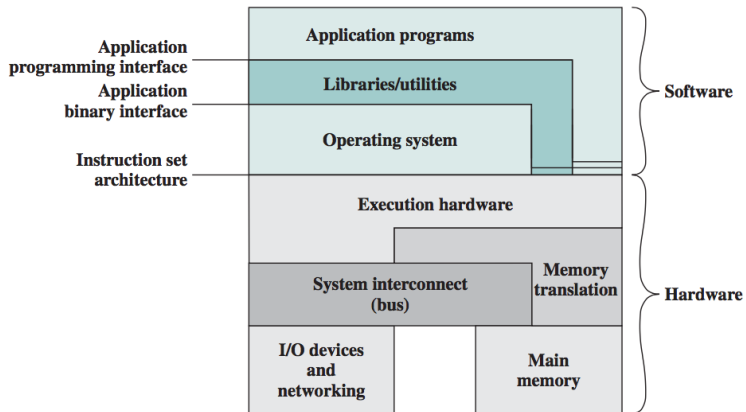 Application programs
Application
programming interface
Libraries/utilities
Software
Application
binary interface
Operating system
Instruction set
architecture
Execution hardware
Memory
translation
System interconnect
(bus)
Hardware
I/O devices
and
networking
Main
memory